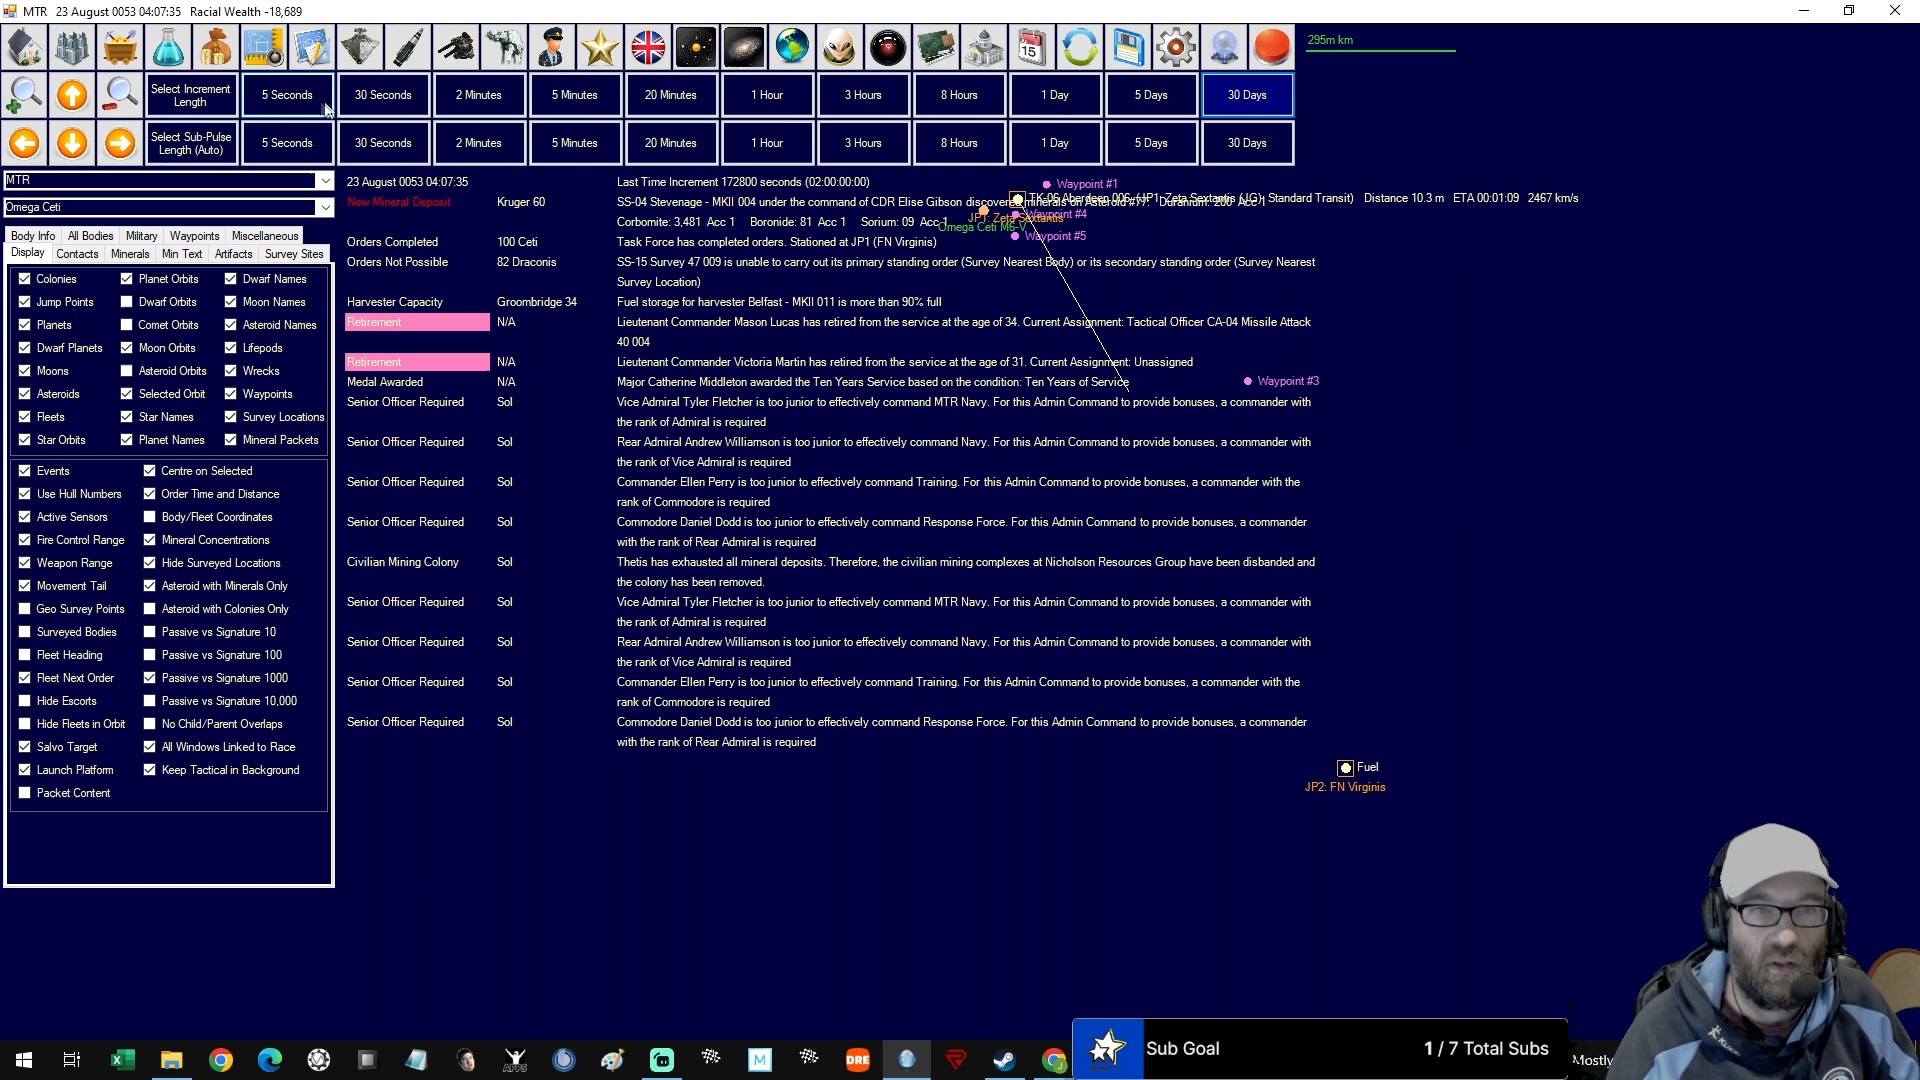 MTR 23 August 0053 04:07:35 Racial Wealth -18,689
295m km
Select Increment Length
5 Seconds 30 Seconds 2 Minutes 5 Minutes 20 Minutes 1 Hour 3 Hours 8 Hours 1 Day 5 Days 30 Days
Select Sub-Pulse Length (Auto)
5 Seconds 30 Seconds 2 Minutes 5 Minutes 20 Minutes 1 Hour 3 Hours 8 Hours 1 Day 5 Days 30 Days
MTR
Omega Ceti
Body Info All Bodies Military Waypoints Miscellaneous
Display Contacts Minerals Min Text Artifacts Survey Sites
Colonies Planet Orbits Dwarf Names
Jump Points Dwarf Orbits Moon Names
Planets Comet Orbits Asteroid Names
Dwarf Planets Moon Orbits Lifepods
Moons Asteroid Orbits Wrecks
Asteroids Selected Orbit Waypoints
Fleets Star Names Survey Locations
Star Orbits Planet Names Mineral Packets
Events Centre on Selected
Use Hull Numbers Order Time and Distance
Active Sensors Body/Fleet Coordinates
Fire Control Range Mineral Concentrations
Weapon Range Hide Surveyed Locations
Movement Tail Asteroid with Minerals Only
Geo Survey Points Asteroid with Colonies Only
Surveyed Bodies Passive vs Signature 10
Fleet Heading Passive vs Signature 100
Fleet Next Order Passive vs Signature 1000
Hide Escorts Passive vs Signature 10,000
Hide Fleets in Orbit No Child/Parent Overlaps
Salvo Target All Windows Linked to Race
Launch Platform Keep Tactical in Background
Packet Content
23 August 0053 04:07:35 Last Time Increment 172800 seconds (02:00:00:00)
New Mineral Deposit Kruger 60 SS-04 Stevenage - MKII 004 under the command of CDR Elise Gibson discovered minerals on Asteroid #77: Duranium: 200 Acc 1
Corbomite: 3,481 Acc 1 Boronide: 81 Acc 1 Sorium: 09 Acc 1
Orders Completed 100 Ceti Task Force has completed orders. Stationed at JP1 (FN Virginis)
Orders Not Possible 82 Draconis SS-15 Survey 47 009 is unable to carry out its primary standing order (Survey Nearest Body) or its secondary standing order (Survey Nearest
Survey Location)
Harvester Capacity Groombridge 34 Fuel storage for harvester Belfast - MKII 011 is more than 90% full
Retirement N/A Lieutenant Commander Mason Lucas has retired from the service at the age of 34. Current Assignment: Tactical Officer CA-04 Missile Attack
40 004
Retirement N/A Lieutenant Commander Victoria Martin has retired from the service at the age of 31. Current Assignment: Unassigned
Medal Awarded N/A Major Catherine Middleton awarded the Ten Years Service based on the condition: Ten Years of Service
Senior Officer Required Sol Vice Admiral Tyler Fletcher is too junior to effectively command MTR Navy. For this Admin Command to provide bonuses, a commander with
the rank of Admiral is required
Senior Officer Required Sol Rear Admiral Andrew Williamson is too junior to effectively command Navy. For this Admin Command to provide bonuses, a commander with
the rank of Vice Admiral is required
Senior Officer Required Sol Commander Ellen Perry is too junior to effectively command Training. For this Admin Command to provide bonuses, a commander with the
rank of Commodore is required
Senior Officer Required Sol Commodore Daniel Dodd is too junior to effectively command Response Force. For this Admin Command to provide bonuses, a commander
with the rank of Rear Admiral is required
Civilian Mining Colony Sol Thetis has exhausted all mineral deposits. Therefore, the civilian mining complexes at Nicholson Resources Group have been disbanded and
the colony has been removed.
Senior Officer Required Sol Vice Admiral Tyler Fletcher is too junior to effectively command MTR Navy. For this Admin Command to provide bonuses, a commander with
the rank of Admiral is required
Senior Officer Required Sol Rear Admiral Andrew Williamson is too junior to effectively command Navy. For this Admin Command to provide bonuses, a commander with
the rank of Vice Admiral is required
Senior Officer Required Sol Commander Ellen Perry is too junior to effectively command Training. For this Admin Command to provide bonuses, a commander with the
rank of Commodore is required
Senior Officer Required Sol Commodore Daniel Dodd is too junior to effectively command Response Force. For this Admin Command to provide bonuses, a commander
with the rank of Rear Admiral is required
Waypoint #1
TK-06 Aberdeen 006 (JP1: Zeta Sextantis (JG) Standard Transit) Distance 10.3 m ETA 00:01:09 2467 km/s
Waypoint #4
JP1: Zeta Sextantis
Omega Ceti M6-V
Waypoint #5
Waypoint #3
Fuel
JP2: FN Virginis
15
APPS
M
DRE
J
Sub Goal 1 / 7 Total Subs
Mostly